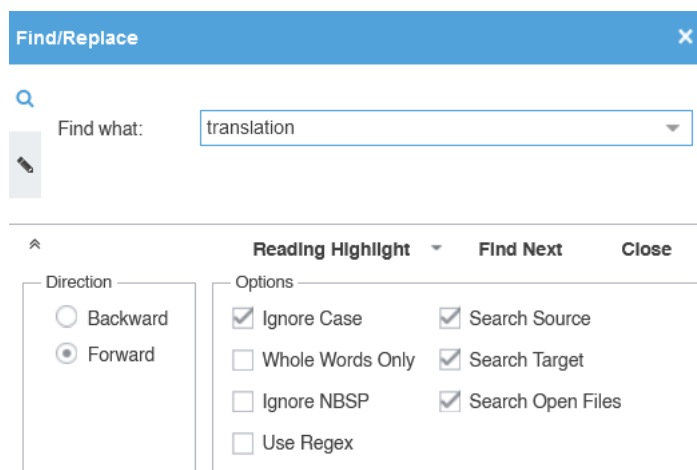 Find/Replace
Find what: translation
Reading Highlight Find Next Close
Direction Options
Backward Ignore Case Search Source
Forward Whole Words Only Search Target
Ignore NBSP Search Open Files
Use Regex